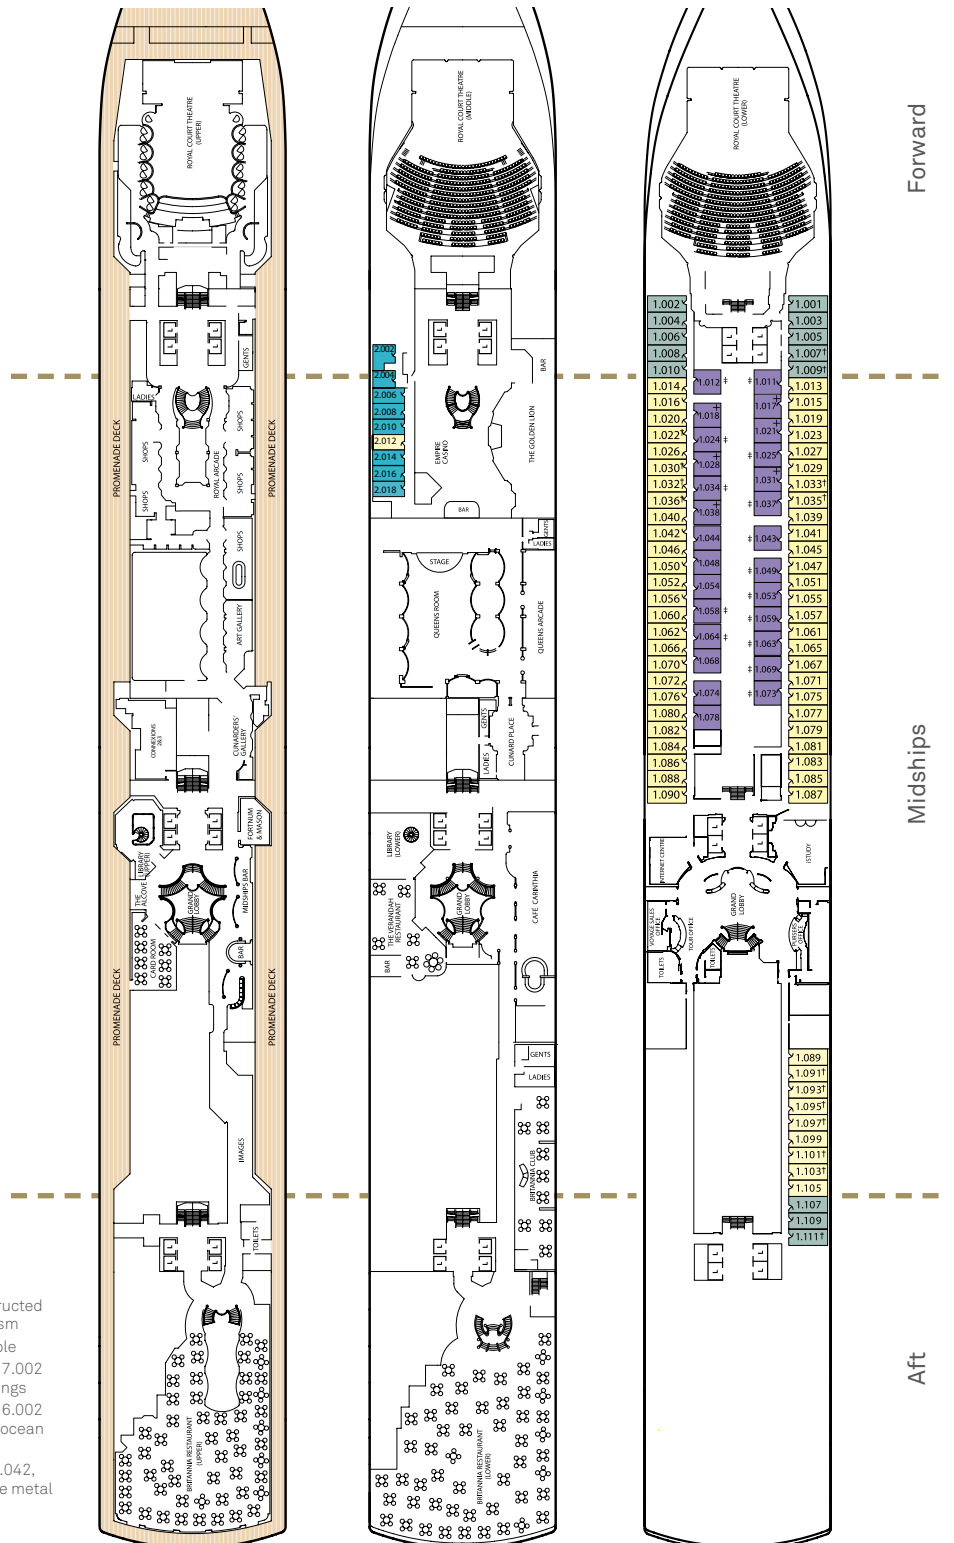 ROYAL COURT THEATRE
(UPPER)
GENTS
LADIES
SHOPS
SHOPS
ROYAL ARCADE
SHOPS
SHOPS
SHOPS
PROMENADE DECK
PROMENADE DECK
ART GALLERY
CONNEXIONS
2&3
CUNARDERS'
GALLERY
FORTNUM
& MASON
LIBRARY
(UPPER)
THE
ALCOVE
GRAND
LOBBY
MIDSHIPS BAR
CARD ROOM
BAR
PROMENADE DECK
PROMENADE DECK
IMAGES
TOILETS
BRITANNIA RESTAURANT
(UPPER)
ROYAL COURT THEATRE
(MIDDLE)
2.002
2.004
2.006
2.008
2.010
2.012
2.014
2.016
2.018
BAR
THE GOLDEN LION
EMPIRE
CASINO
BAR
GENTS
LADIES
STAGE
QUEENS ROOM
QUEENS ARCADE
GENTS
LADIES
CUNARD PLACE
LIBRARY
(LOWER)
THE VERANDAH
RESTAURANT
GRAND
LOBBY
CAFÉ CARINTHIA
BAR
GENTS
LADIES
BRITANNIA CLUB
BRITANNIA RESTAURANT
(LOWER)
ROYAL COURT THEATRE
(LOWER)
1.002
1.004
1.006
1.008
1.010
1.014
1.016
1.020
1.022
1.026
1.030
1.032†
1.036
1.040
1.042
1.046
1.050
1.052
1.056
1.060
1.062
1.066
1.070
1.072
1.076
1.080
1.082
1.084
1.086
1.088
1.090
1.012 ‡
1.018
1.024 ‡
1.028
1.034 ‡
1.038
1.044
1.048
1.054
1.058 ‡
1.064 ‡
1.068
1.074
1.078
‡ 1.011
1.017
1.021
‡ 1.025
1.031
‡ 1.037
‡ 1.043
‡ 1.049
‡ 1.053
‡ 1.059
‡ 1.063
‡ 1.069
‡ 1.073
1.001
1.003
1.005
1.007†
1.009†
1.013
1.015
1.019
1.023
1.027
1.029
1.033†
1.035†
1.039
1.041
1.045
1.047
1.051
1.055
1.057
1.061
1.065
1.067
1.071
1.075
1.077
1.079
1.081
1.083
1.085
1.087
INTERNET CENTRE
ISTUDY
GRAND
LOBBY
VOYAGE SALES
OFFICE
TOUR OFFICE
PURSERS
OFFICE
TOILETS
TOILETS
1.089
1.091†
1.093†
1.095†
1.097†
1.099
1.101†
1.103†
1.105
1.107
1.109
1.111†
Forward
Midships
Aft
ructed
sm
ble
7.002
ngs
6.002
ocean
.042,
e metal